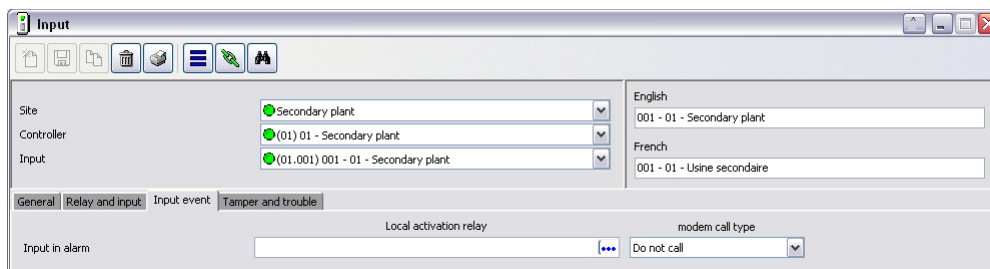 Input
English
Site Secondary plant
001 - 01 - Secondary plant
Controller (01) 01 - Secondary plant
French
Input (01.001) 001 - 01 - Secondary plant
001 - 01 - Usine secondaire
General Relay and input Input event Tamper and trouble
Local activation relay modem call type
Input in alarm Do not call